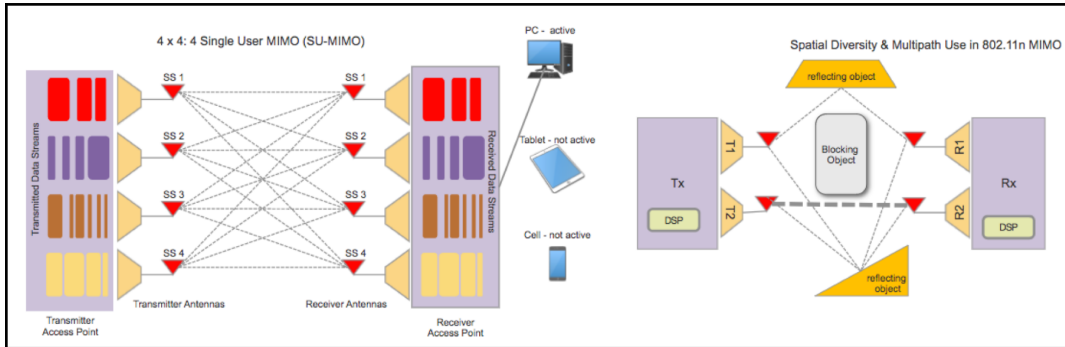 4 x 4: 4 Single User MIMO (SU-MIMO)
PC - active
Spatial Diversity & Multipath Use in 802.11n MIMO
SS 1
SS 1
reflecting object
Transmitted Data Streams
SS 2
SS 2
Received Data Streams
Tablet - not active
T1
Blocking
Object
R1
Tx
Rx
SS 3
SS 3
T2
R2
DSP
DSP
Cell - not active
SS 4
SS 4
reflecting
object
Transmitter Antennas
Receiver Antennas
Transmitter
Access Point
Receiver
Access Point